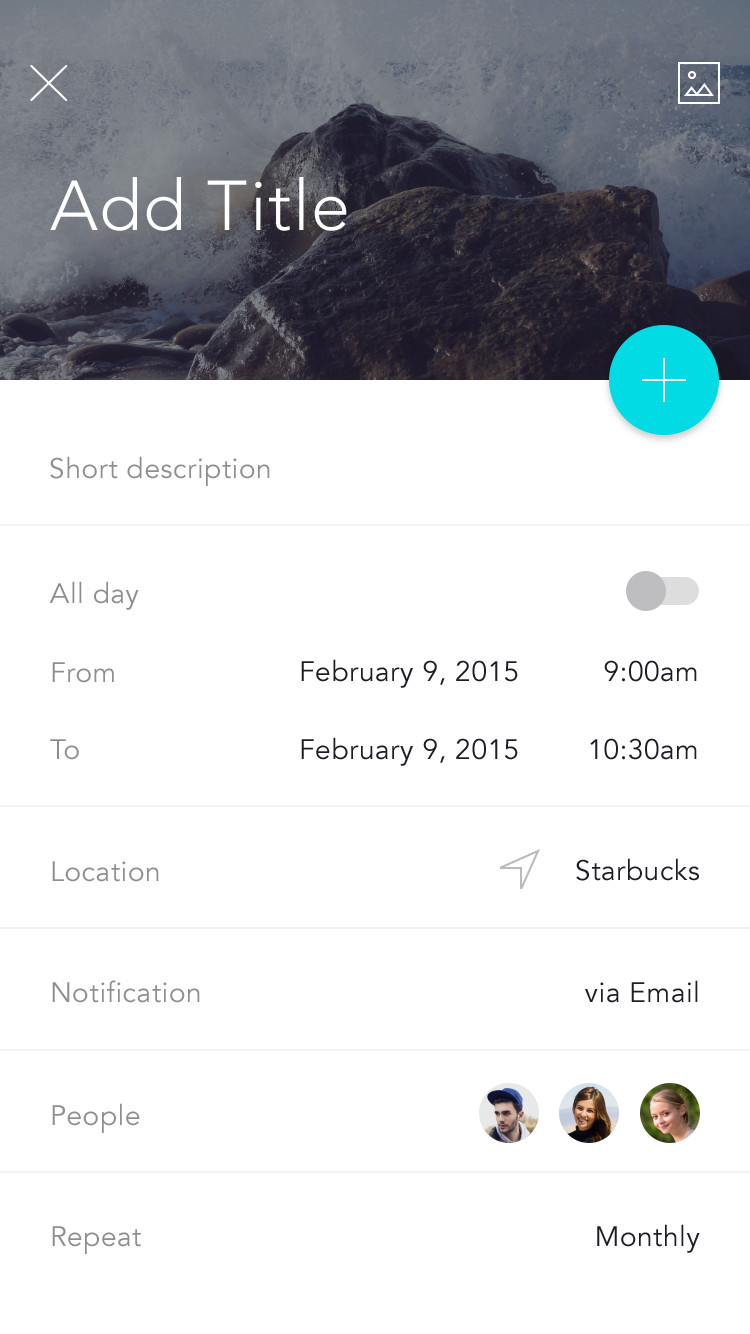 Add Title
Short description
All day
From February 9, 2015 9:00am
To February 9, 2015 10:30am
Location Starbucks
Notification via Email
People
Repeat Monthly